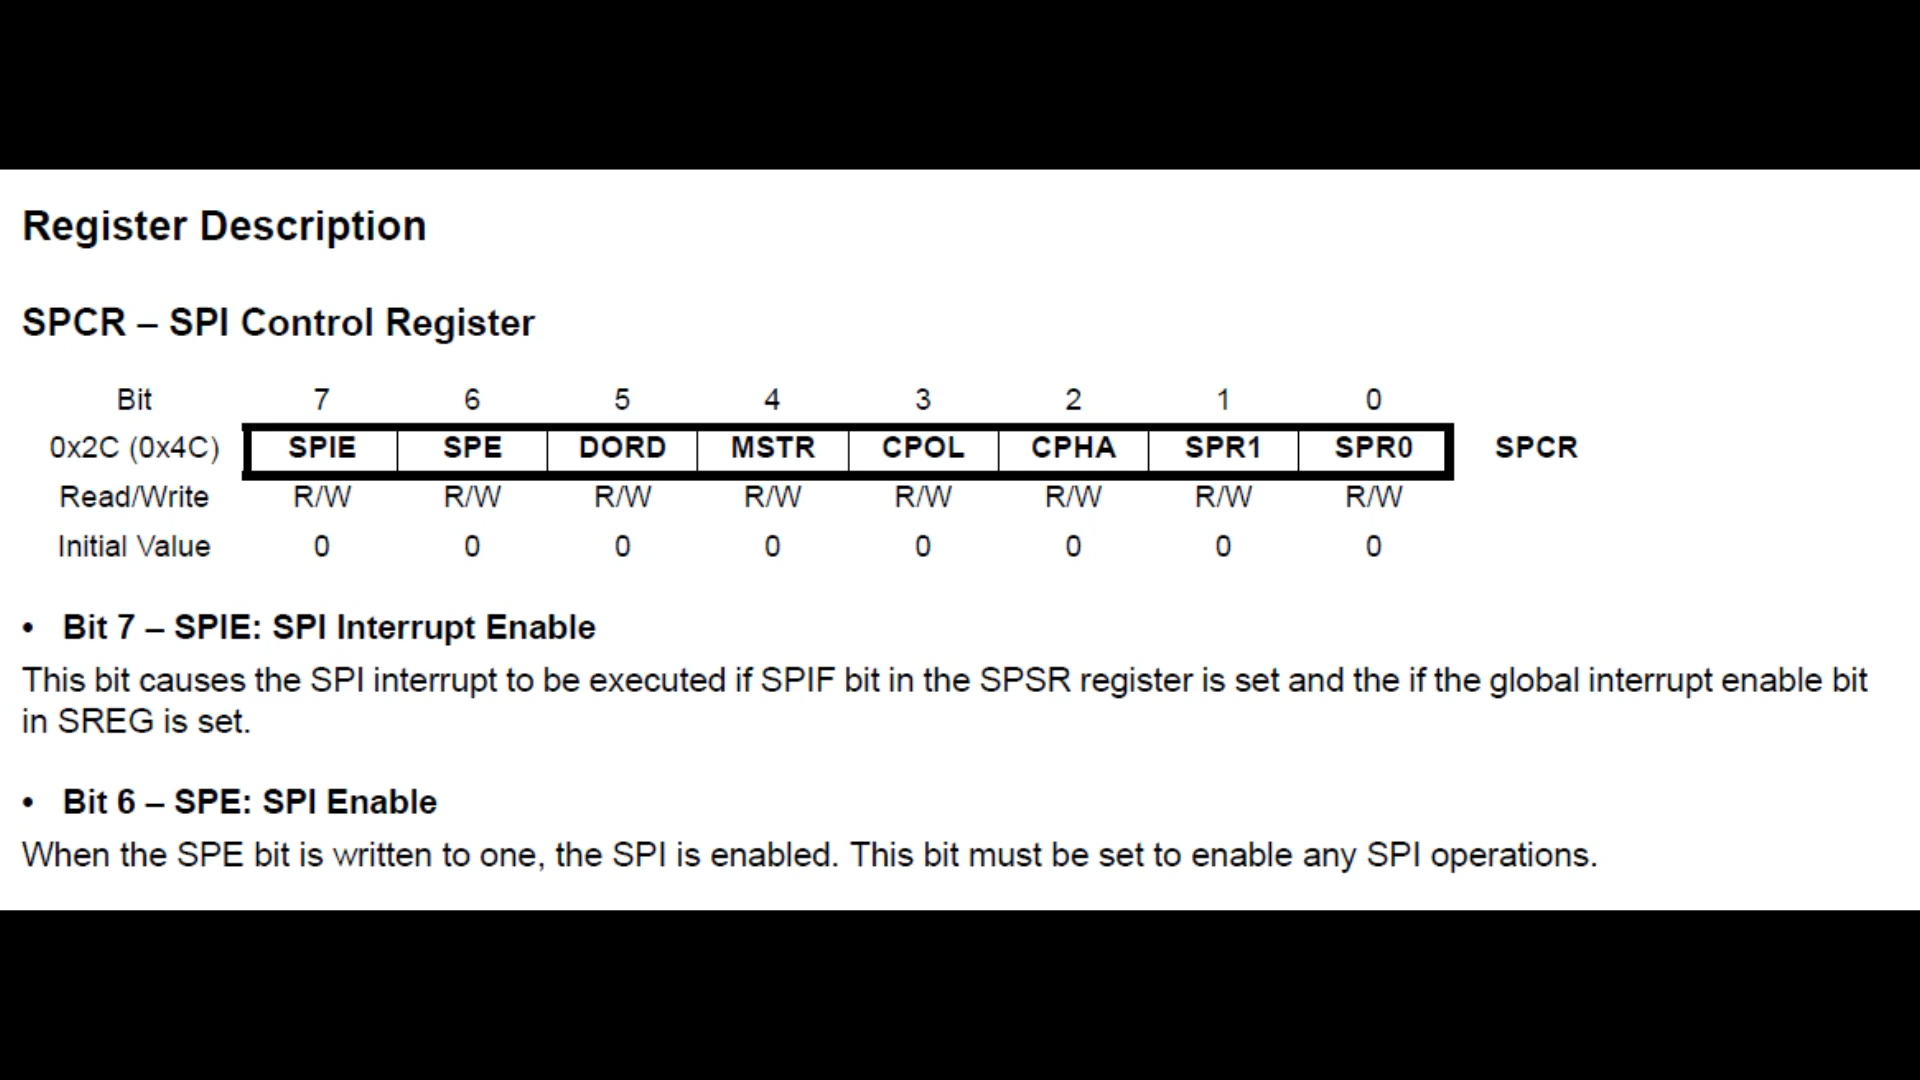 Register Description
SPCR – SPI Control Register
Bit 7 6 5 4 3 2 1 0
0x2C (0x4C) SPIE SPE DORD MSTR CPOL CPHA SPR1 SPR0 SPCR
Read/Write R/W R/W R/W R/W R/W R/W R/W R/W
Initial Value 0 0 0 0 0 0 0 0
• Bit 7 – SPIE: SPI Interrupt Enable
This bit causes the SPI interrupt to be executed if SPIF bit in the SPSR register is set and the if the global interrupt enable bit
in SREG is set.
• Bit 6 – SPE: SPI Enable
When the SPE bit is written to one, the SPI is enabled. This bit must be set to enable any SPI operations.